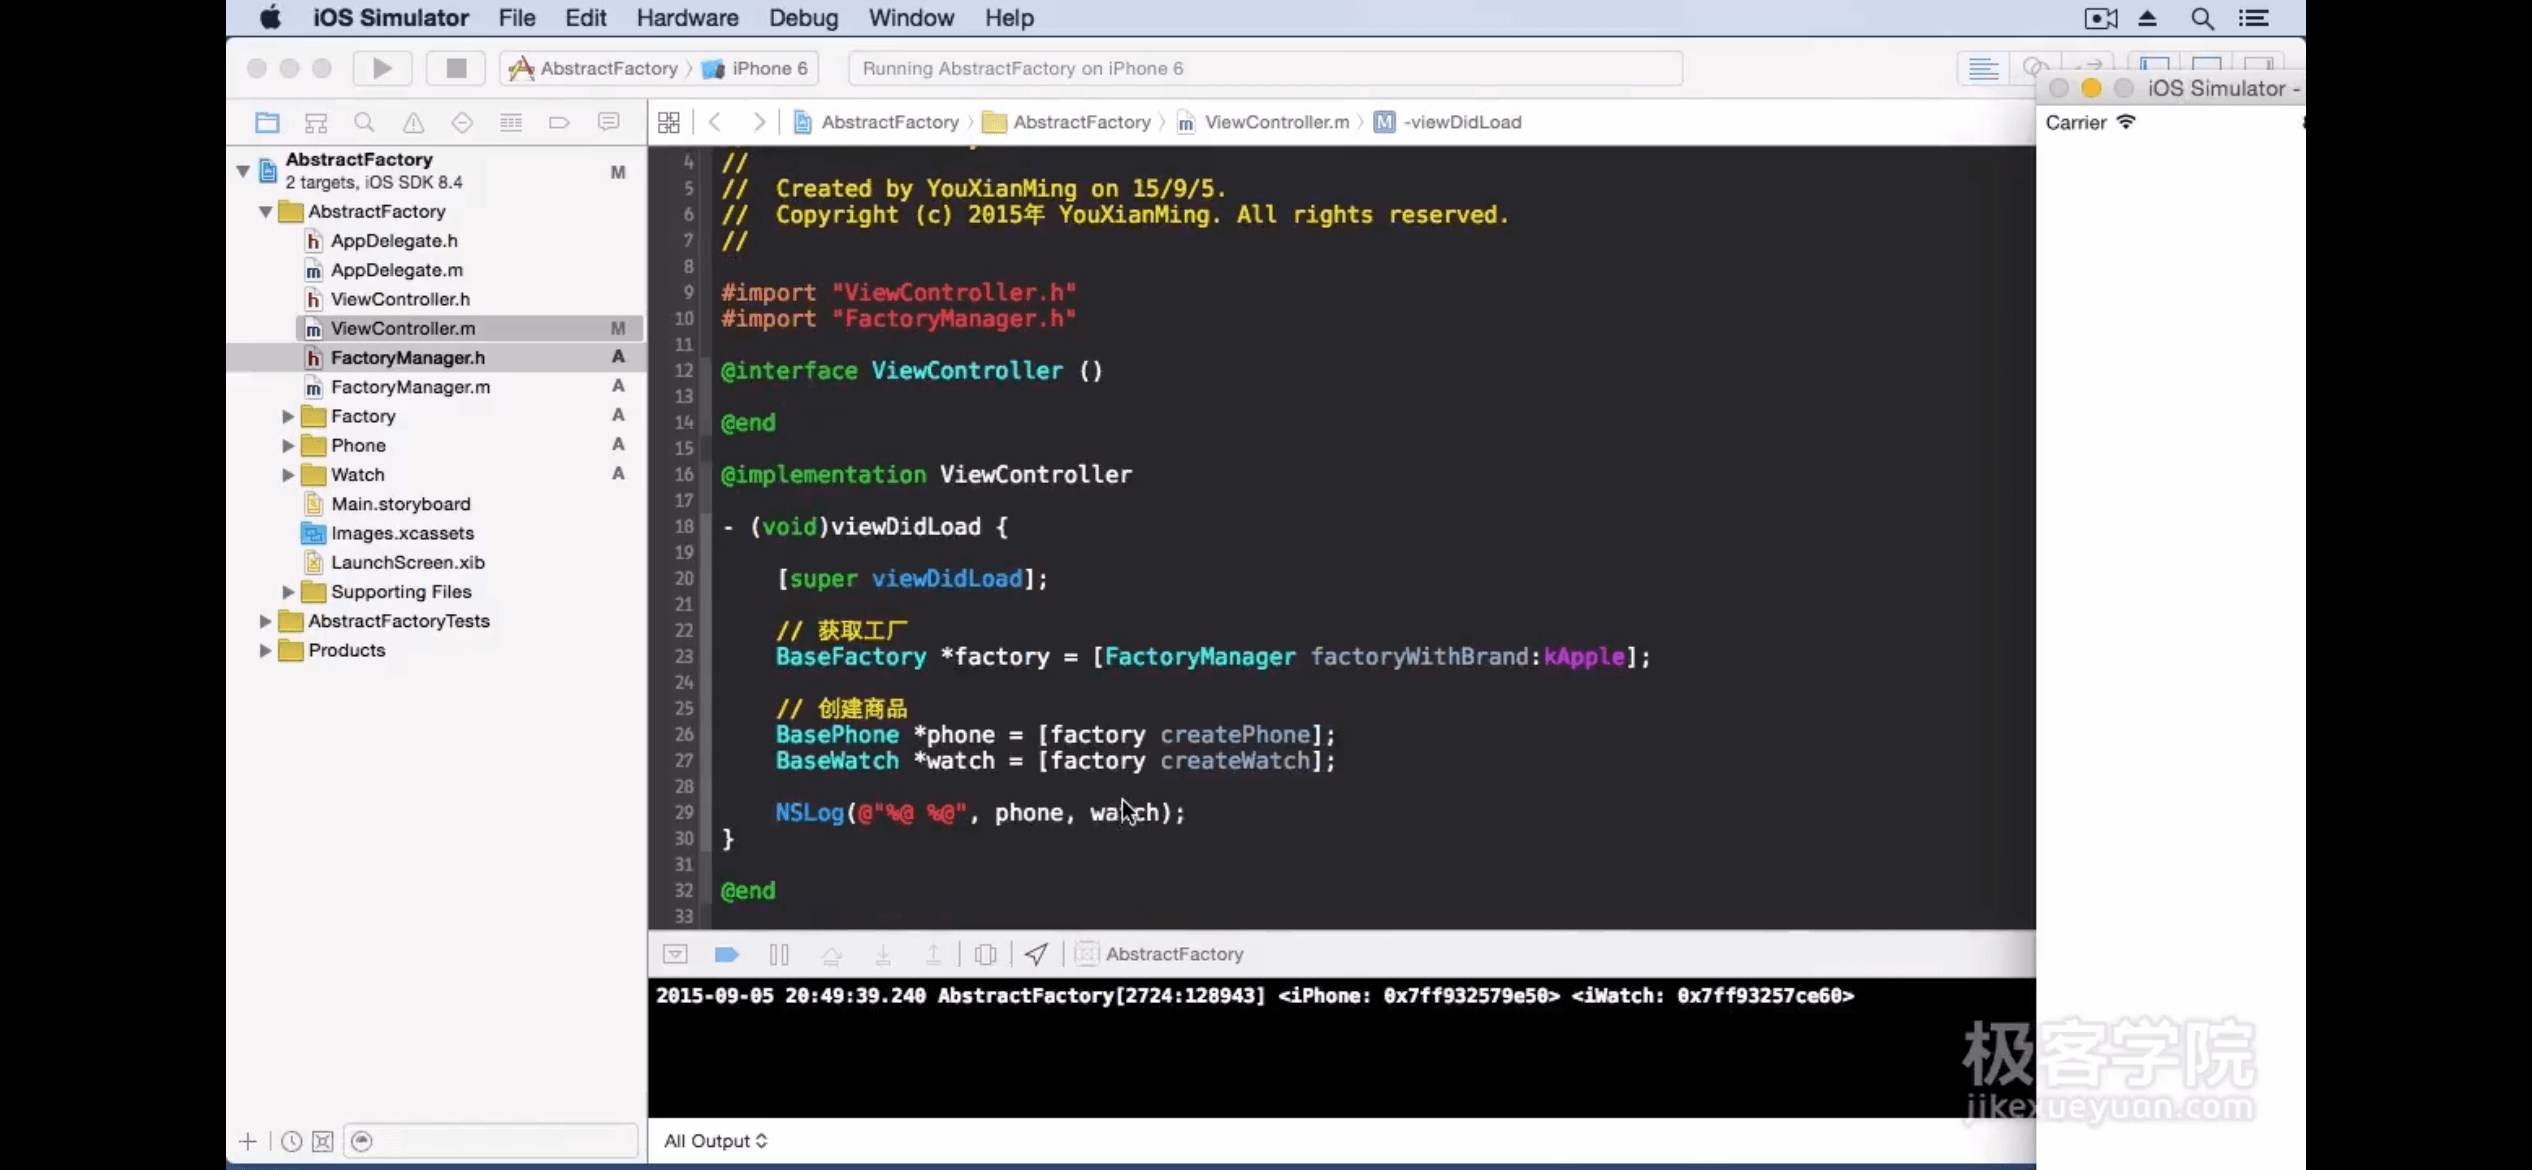 iOS Simulator File Edit Hardware Debug Window Help
AbstractFactory 〉 iPhone 6
Running AbstractFactory on iPhone 6
iOS Simulator -
Carrier
AbstractFactory 〉 AbstractFactory 〉 ViewController.m 〉 M -viewDidLoad
AbstractFactory
2 targets, iOS SDK 8.4 M
AbstractFactory
h AppDelegate.h
m AppDelegate.m
h ViewController.h
m ViewController.m M
h FactoryManager.h A
m FactoryManager.m A
Factory A
Phone A
Watch A
Main.storyboard
Images.xcassets
LaunchScreen.xib
Supporting Files
AbstractFactoryTests
Products
4 //
5 //  Created by YouXianMing on 15/9/5.
6 //  Copyright (c) 2015年 YouXianMing. All rights reserved.
7 //
8
9 #import "ViewController.h"
10 #import "FactoryManager.h"
11
12 @interface ViewController ()
13
14 @end
15
16 @implementation ViewController
17
18 - (void)viewDidLoad {
19
20     [super viewDidLoad];
21
22     // 获取工厂
23     BaseFactory *factory = [FactoryManager factoryWithBrand:kApple];
24
25     // 创建商品
26     BasePhone *phone = [factory createPhone];
27     BaseWatch *watch = [factory createWatch];
28
29     NSLog(@"%@ %@", phone, watch);
30 }
31
32 @end
33
AbstractFactory
2015-09-05 20:49:39.240 AbstractFactory[2724:128943] <iPhone: 0x7ff932579e50> <iWatch: 0x7ff93257ce60>
极客学院
jikexueyuan.com
All Output